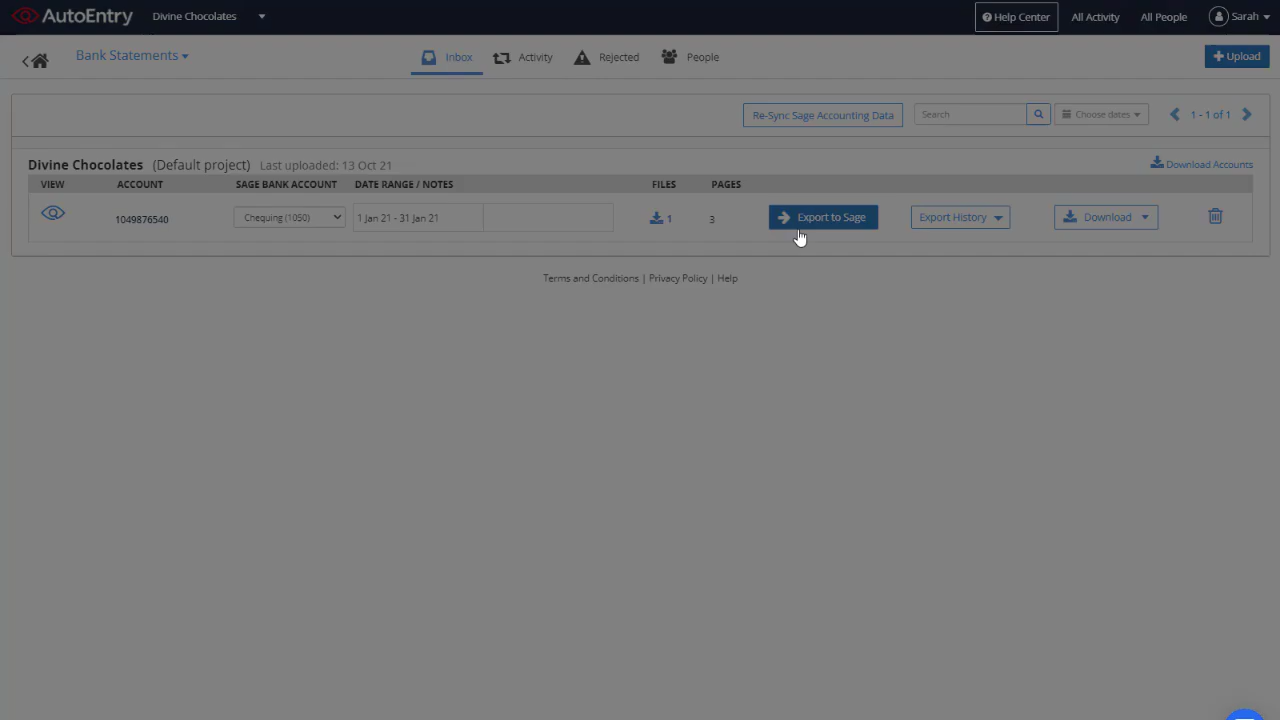 AutoEntry Divine Chocolates Help Center All Activity All People Sarah
Bank Statements Inbox Activity Rejected People Upload
Re-Sync Sage Accounting Data Search Choose dates 1 - 1 of 1
Divine Chocolates (Default project) Last uploaded: 13 Oct 21 Download Accounts
VIEW ACCOUNT SAGE BANK ACCOUNT DATE RANGE / NOTES FILES PAGES
1049876540 Chequing (1050) 1 Jan 21 - 31 Jan 21 1 3 Export to Sage Export History Download
Terms and Conditions | Privacy Policy | Help